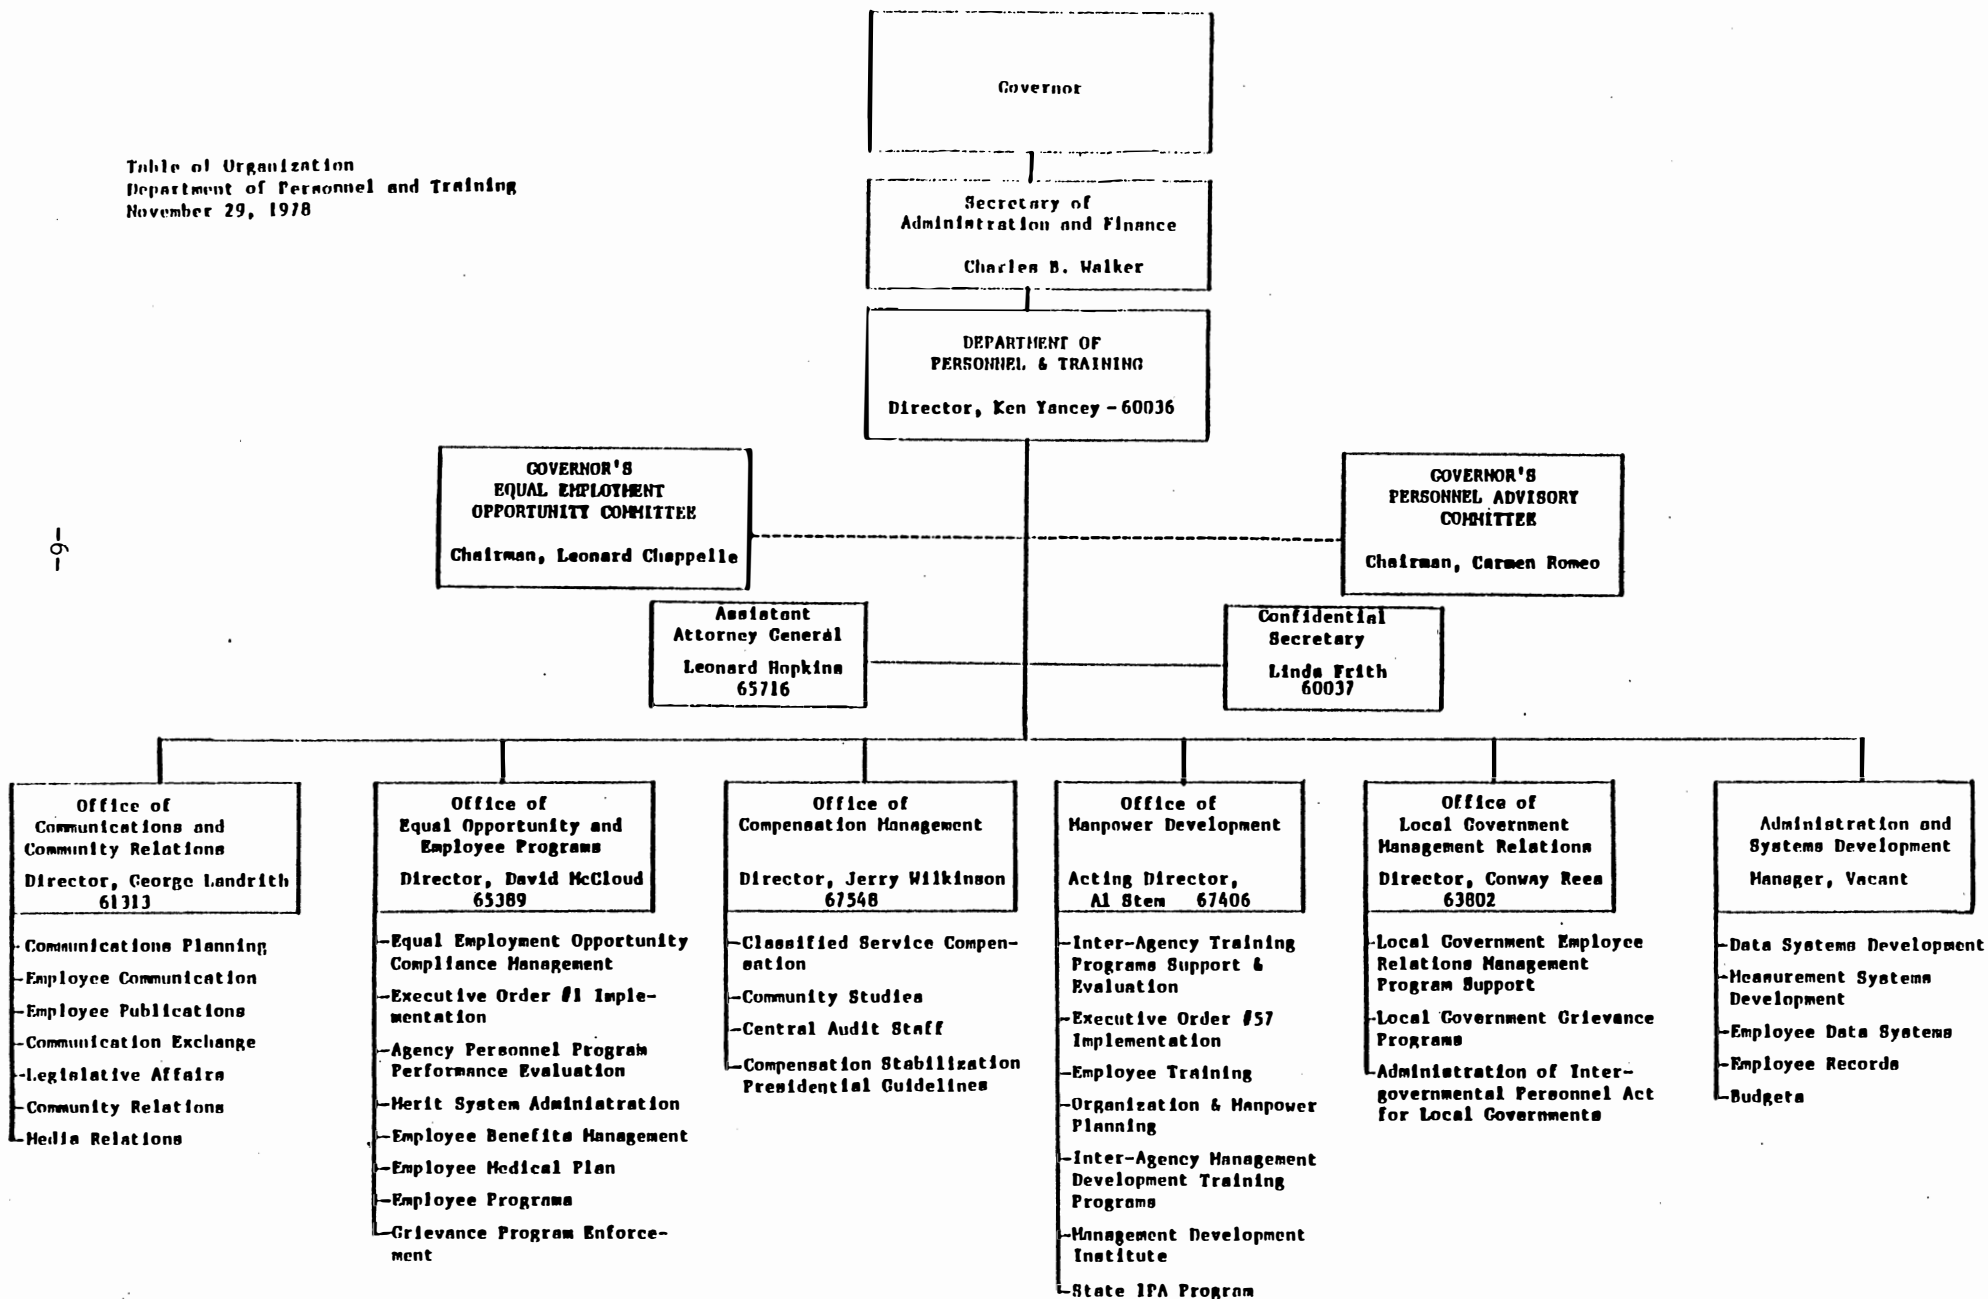 Governor
Table of Organization
Department of Personnel and Training
November 29, 1978
Secretary of
Administration and Finance
Charles B. Walker
DEPARTMENT OF
PERSONNEL & TRAINING
Director, Ken Yancey - 60036
GOVERNOR'S
EQUAL EMPLOYMENT
OPPORTUNITY COMMITTEE
Chairman, Leonard Chappelle
GOVERNOR'S
PERSONNEL ADVISORY
COMMITTEE
Chairman, Carmen Romeo
-6-
Assistant
Attorney General
Leonard Hopkins
65716
Confidential
Secretary
Linda Frith
60037
Office of
Communications and
Community Relations
Director, George Landrith
61313
-Communications Planning
-Employee Communication
-Employee Publications
-Communication Exchange
-Legislative Affairs
-Community Relations
-Media Relations
Office of
Equal Opportunity and
Employee Programs
Director, David McCloud
65389
-Equal Employment Opportunity
Compliance Management
-Executive Order #1 Imple-
mentation
-Agency Personnel Program
Performance Evaluation
-Merit System Administration
-Employee Benefits Management
-Employee Medical Plan
-Employee Programs
-Grievance Program Enforce-
ment
Office of
Compensation Management
Director, Jerry Wilkinson
67548
-Classified Service Compen-
sation
-Community Studies
-Central Audit Staff
-Compensation Stabilization
Presidential Guidelines
Office of
Manpower Development
Acting Director,
Al Stem 67406
-Inter-Agency Training
Programs Support &
Evaluation
-Executive Order #57
Implementation
-Employee Training
-Organization & Manpower
Planning
-Inter-Agency Management
Development Training
Programs
-Management Development
Institute
-State IPA Program
Office of
Local Government
Management Relations
Director, Conway Rees
63802
-Local Government Employee
Relations Management
Program Support
-Local Government Grievance
Programs
-Administration of Inter-
governmental Personnel Act
for Local Governments
Administration and
Systems Development
Manager, Vacant
-Data Systems Development
-Measurement Systems
Development
-Employee Data Systems
-Employee Records
-Budgets